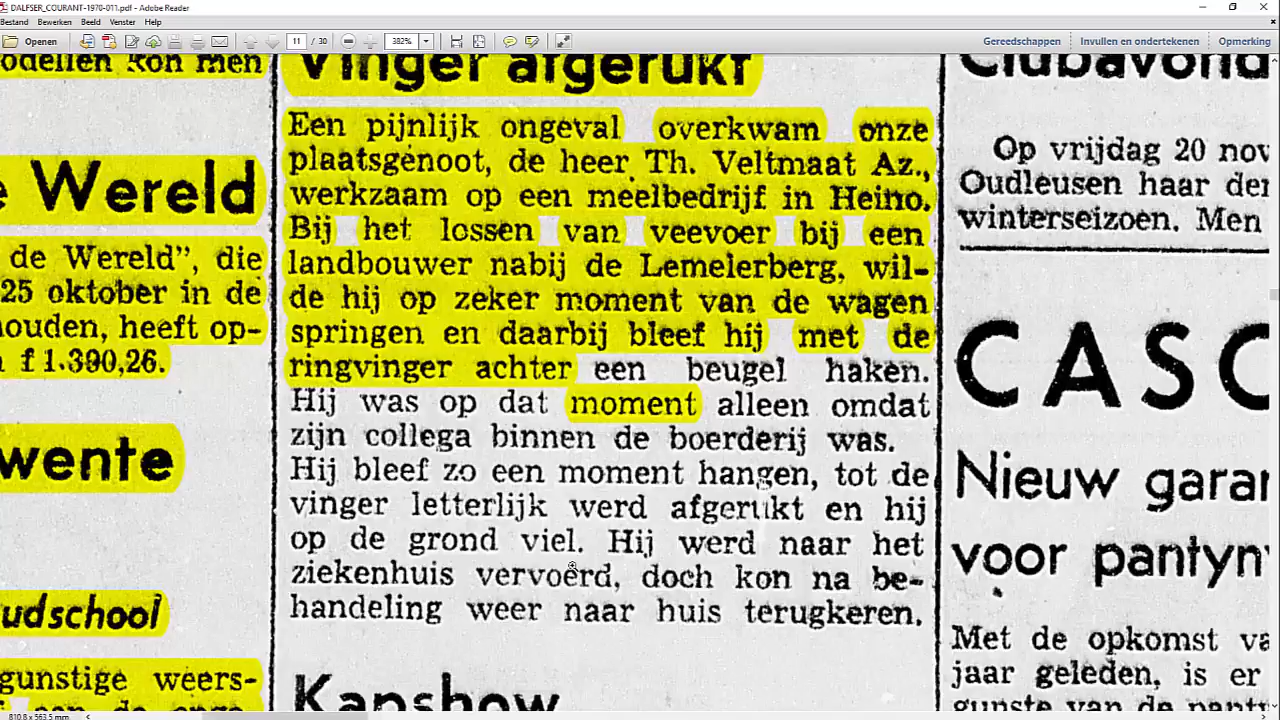 DALFSER_COURANT-1970-011.pdf - Adobe Reader
Bestand Bewerken Beeld Venster Help
Openen 11 / 30 382% Gereedschappen Invullen en ondertekenen Opmerking
odellen kon men
Wereld
de Wereld”, die
25 oktober in de
houden, heeft op-
f 1.390,26.
wente
udschool
gunstige weers-
Vinger afgerukt
Een pijnlijk ongeval overkwam onze
plaatsgenoot, de heer Th. Veltmaat Az.,
werkzaam op een meelbedrijf in Heino.
Bij het lossen van veevoer bij een
landbouwer nabij de Lemelerberg, wil-
de hij op zeker moment van de wagen
springen en daarbij bleef hij met de
ringvinger achter een beugel haken.
Hij was op dat moment alleen omdat
zijn collega binnen de boerderij was.
Hij bleef zo een moment hangen, tot de
vinger letterlijk werd afgerukt en hij
op de grond viel. Hij werd naar het
ziekenhuis vervoerd, doch kon na be-
handeling weer naar huis terugkeren.
Kapshow
Clubavond
Op vrijdag 20 nov
Oudleusen haar der
winterseizoen. Men
CASC
Nieuw garar
voor panty
Met de opkomst va
jaar geleden, is er
gunste van de panty
810,8 x 563,5 mm